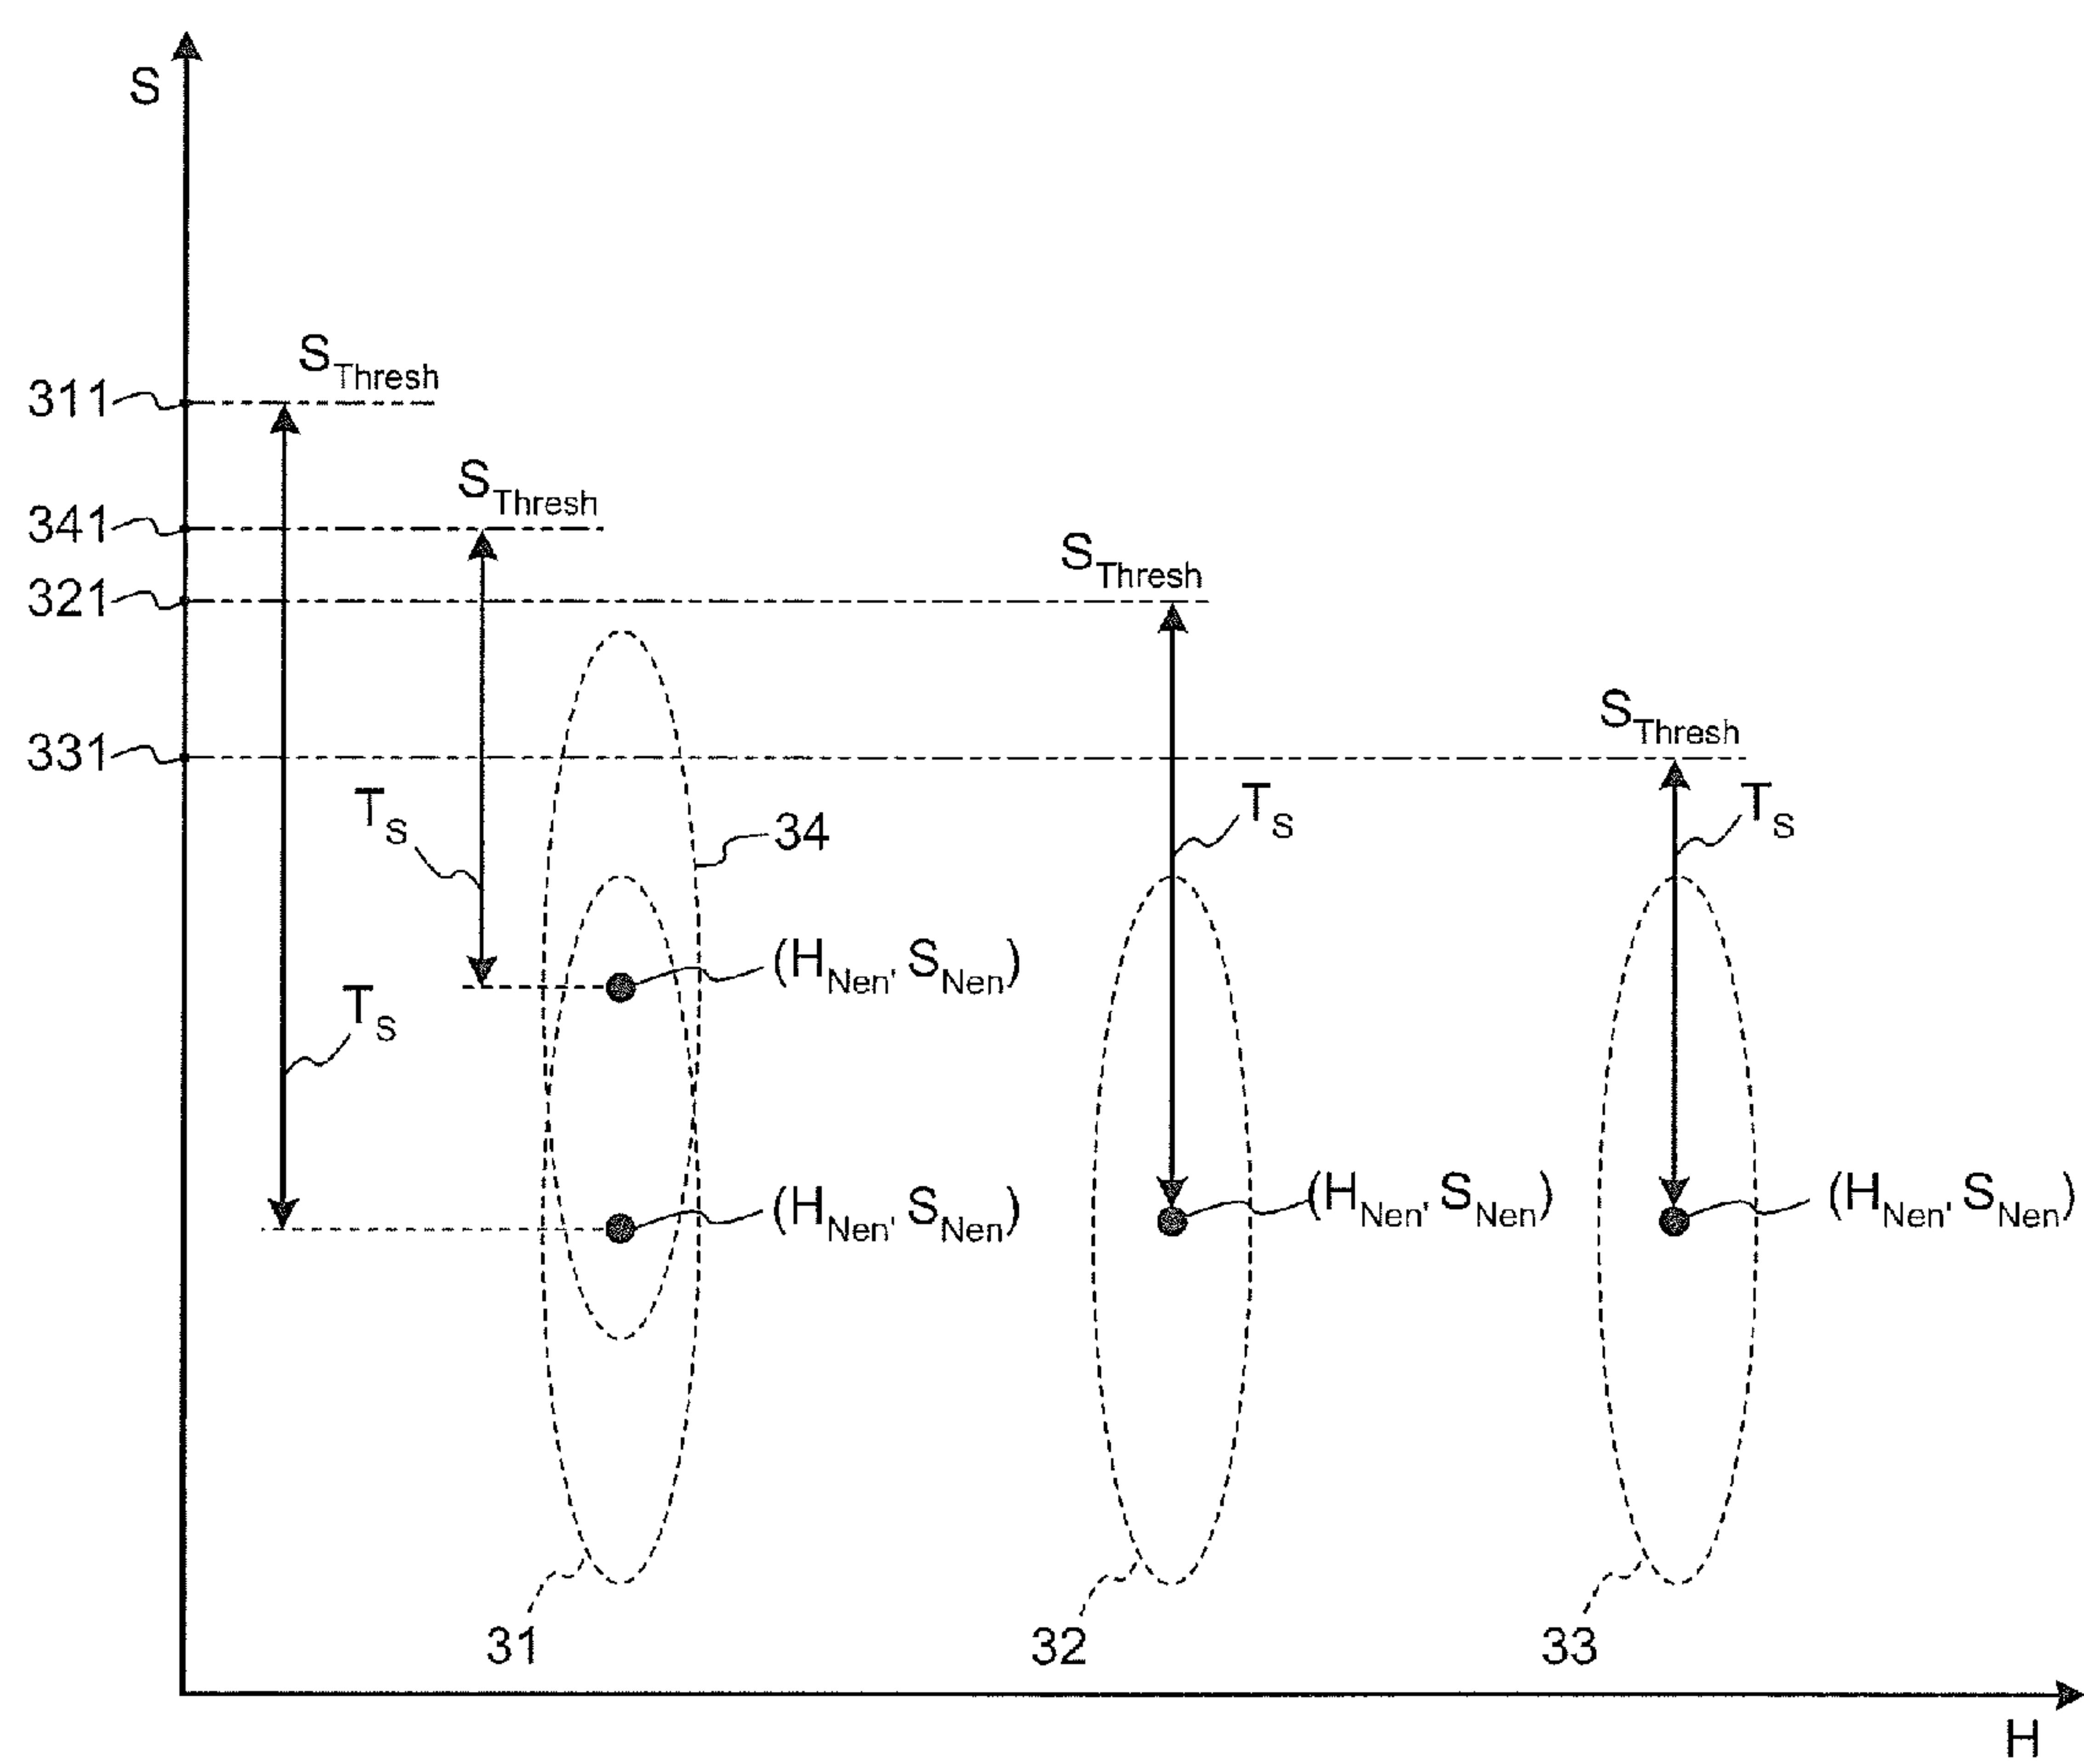 S
S_Thresh
311
S_Thresh
341
S_Thresh
321
S_Thresh
331
T_S
T_S
T_S
34
(H_Nen, S_Nen)
T_S
(H_Nen, S_Nen)
(H_Nen, S_Nen)
(H_Nen, S_Nen)
31
32
33
H